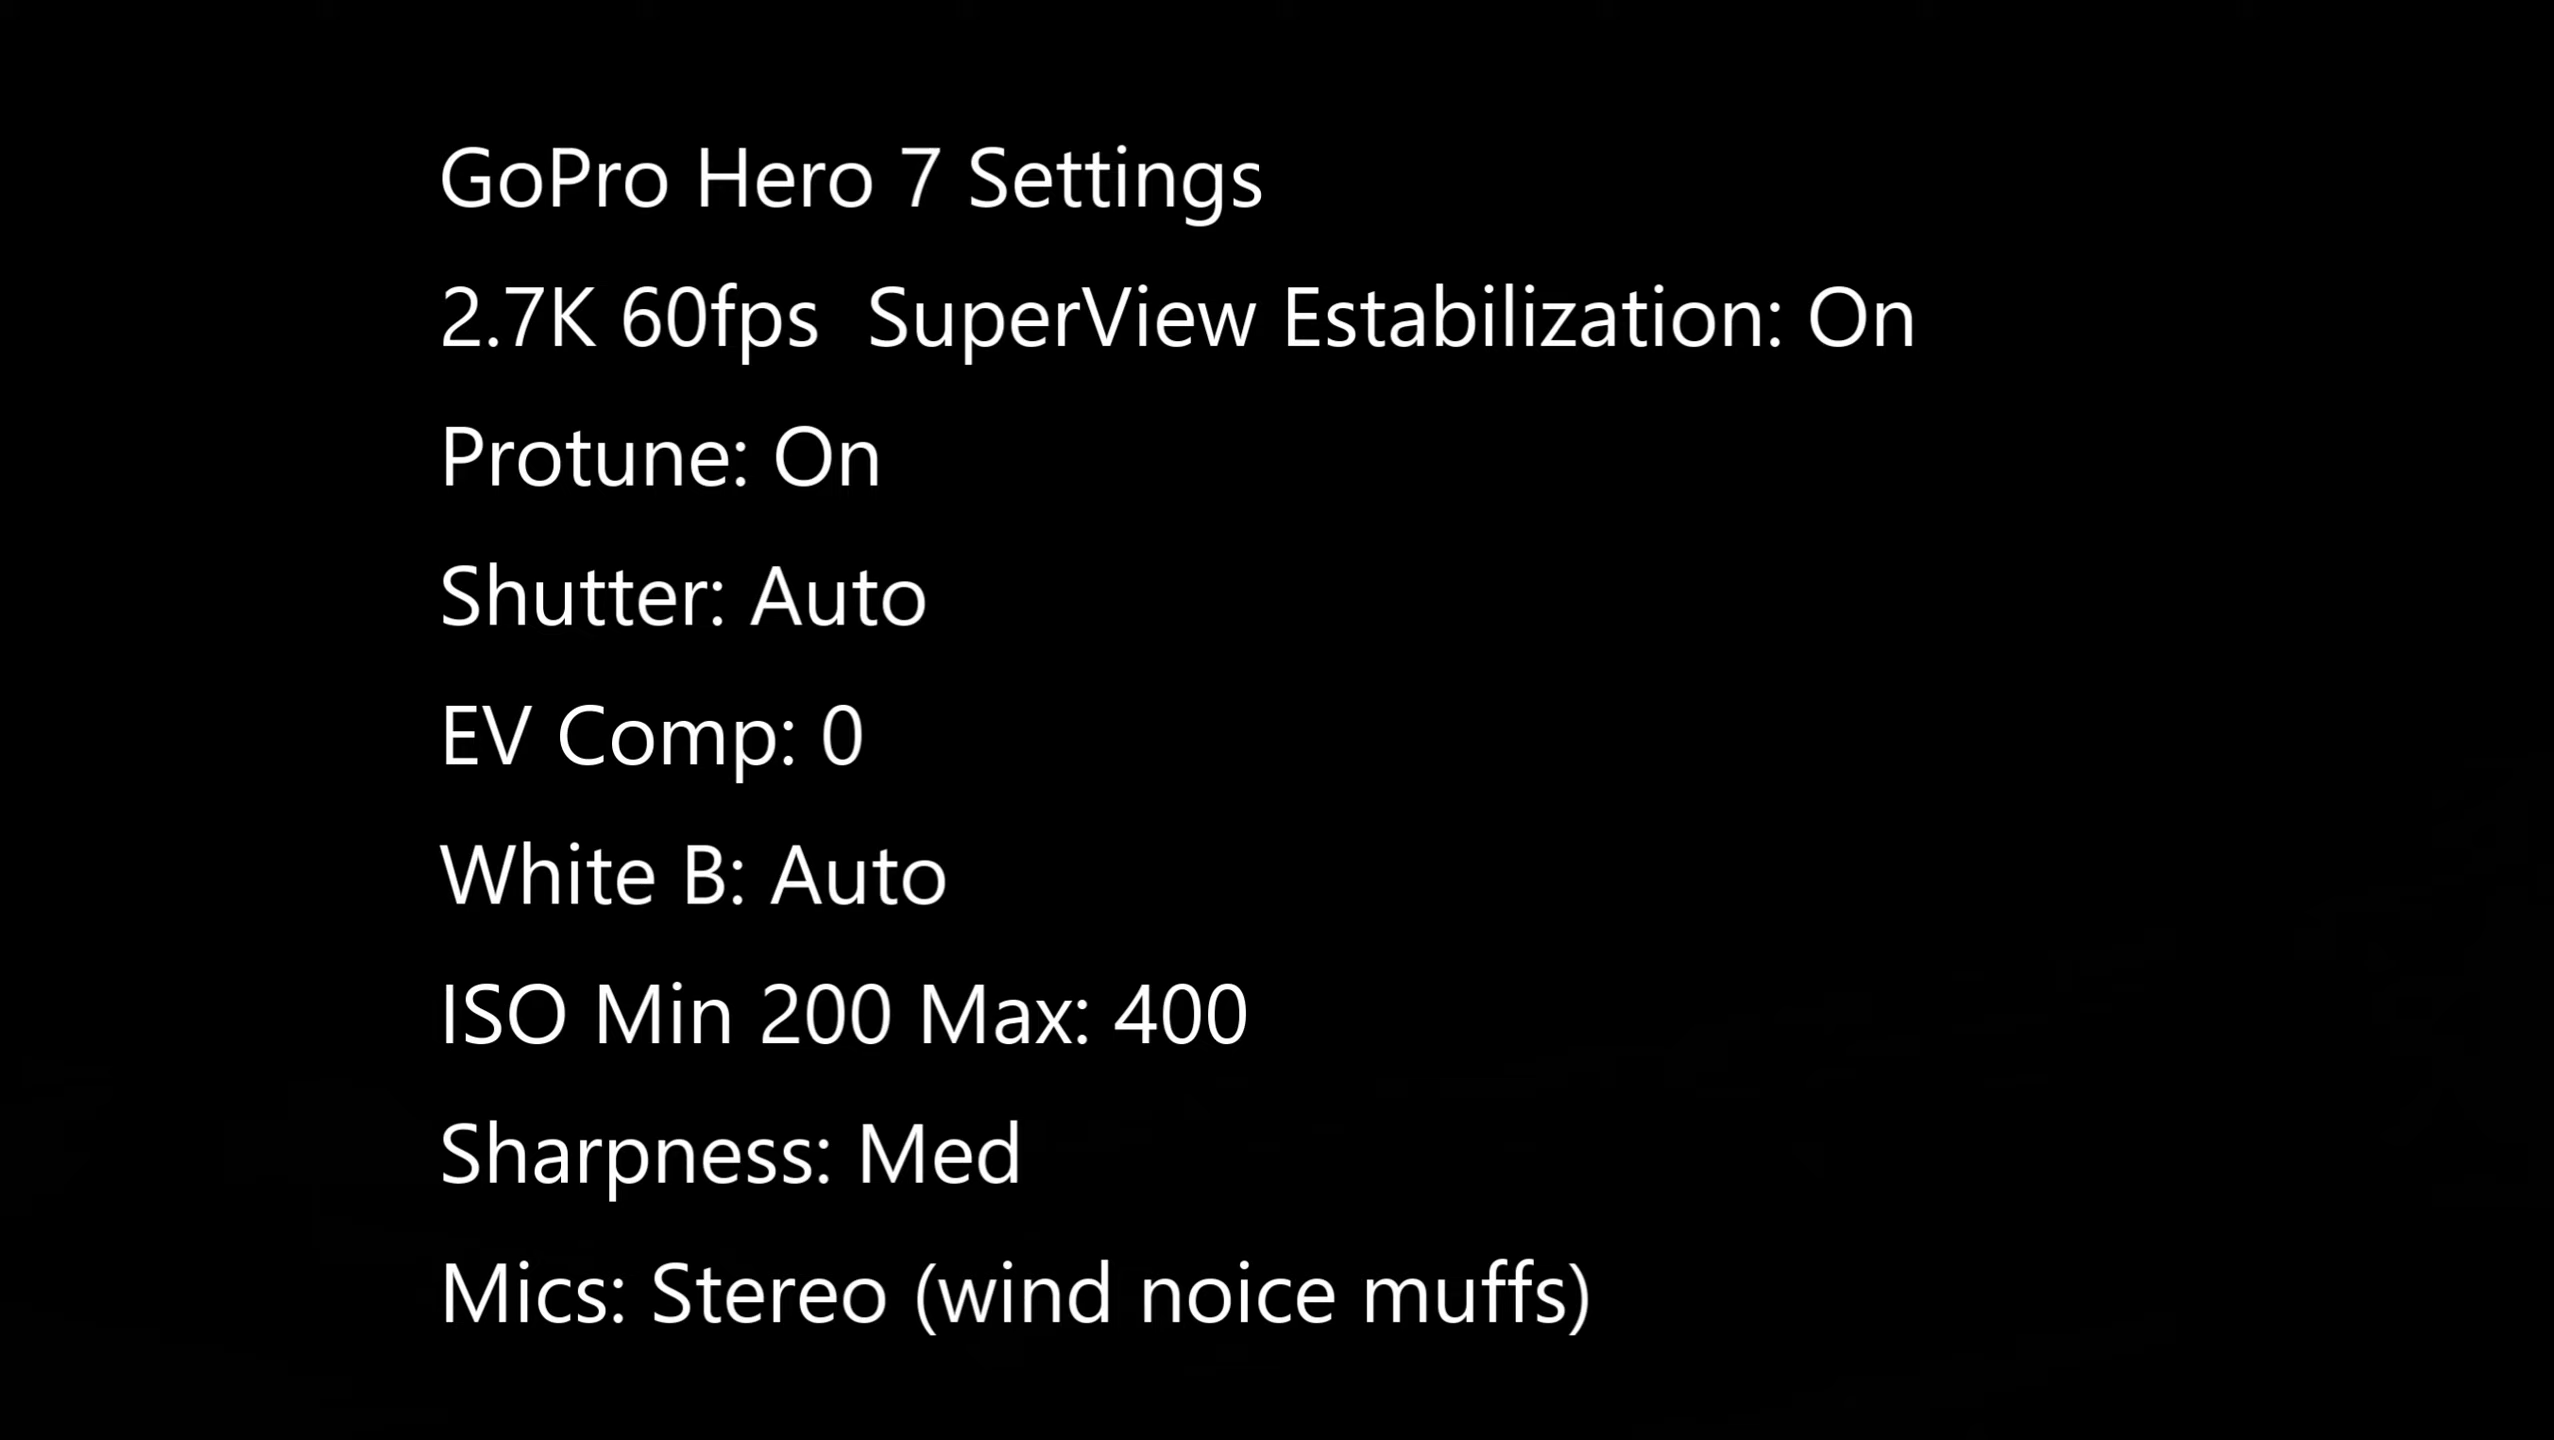 GoPro Hero 7 Settings
2.7K 60fps  SuperView Estabilization: On
Protune: On
Shutter: Auto
EV Comp: 0
White B: Auto
ISO Min 200 Max: 400
Sharpness: Med
Mics: Stereo (wind noice muffs)